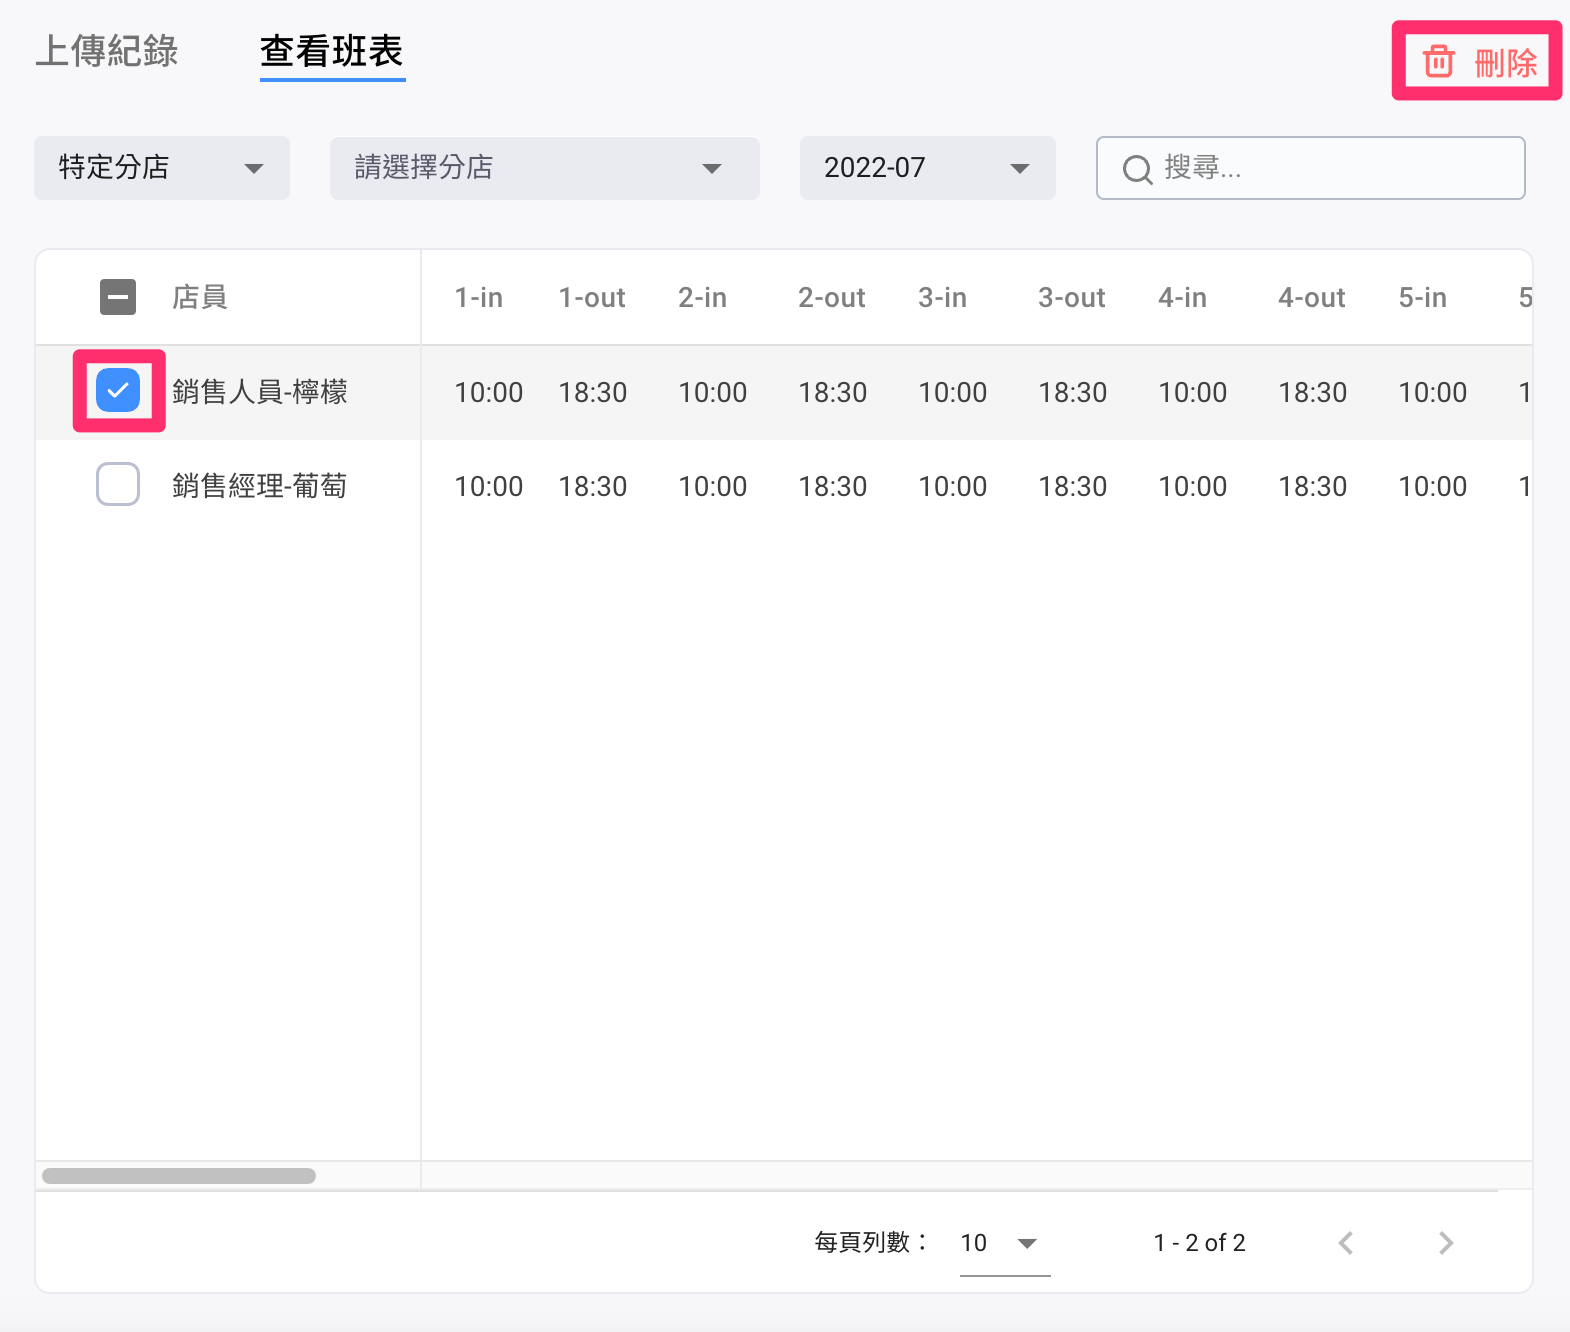 上傳紀錄 查看班表 刪除
特定分店 請選擇分店 2022-07 搜尋...
店員 1-in 1-out 2-in 2-out 3-in 3-out 4-in 4-out 5-in 5
銷售人員-檸檬 10:00 18:30 10:00 18:30 10:00 18:30 10:00 18:30 10:00 1
銷售經理-葡萄 10:00 18:30 10:00 18:30 10:00 18:30 10:00 18:30 10:00 1
每頁列數： 10 1 - 2 of 2